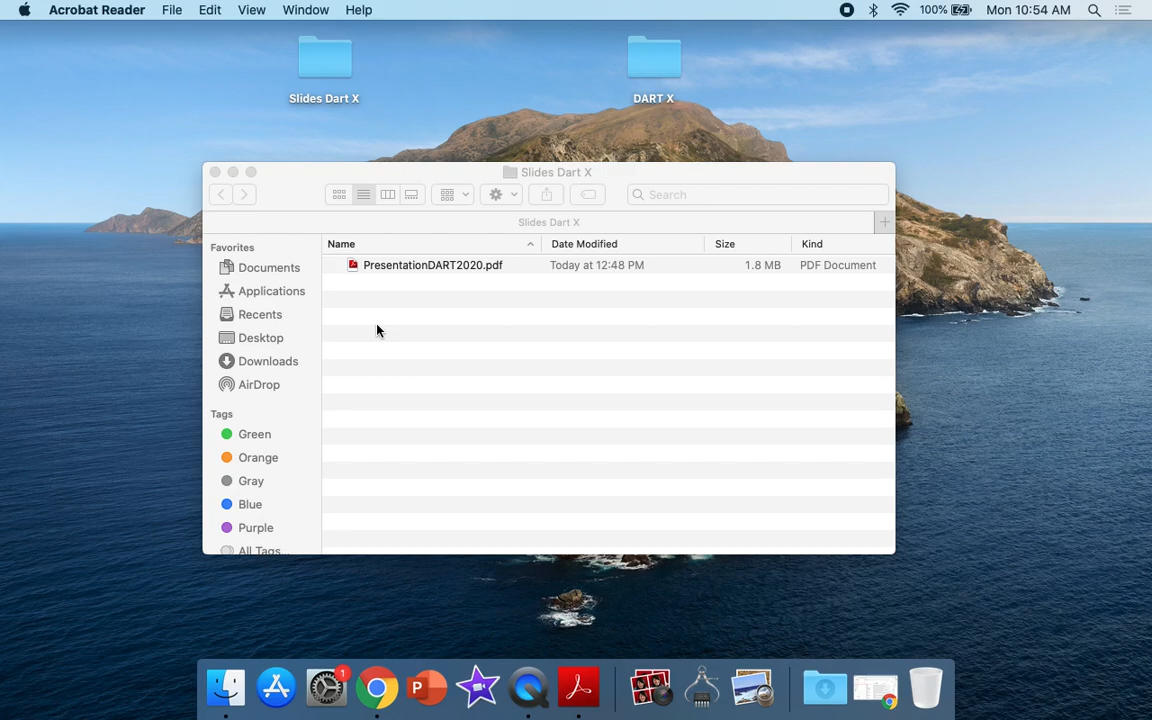 Acrobat Reader File Edit View Window Help 100% Mon 10:54 AM
Slides Dart X DART X
Slides Dart X
Search
Slides Dart X
Favorites
Name Date Modified Size Kind
PresentationDART2020.pdf Today at 12:48 PM 1.8 MB PDF Document
Documents
Applications
Recents
Desktop
Downloads
AirDrop
Tags
Green
Orange
Gray
Blue
Purple
All Tags...
1
P